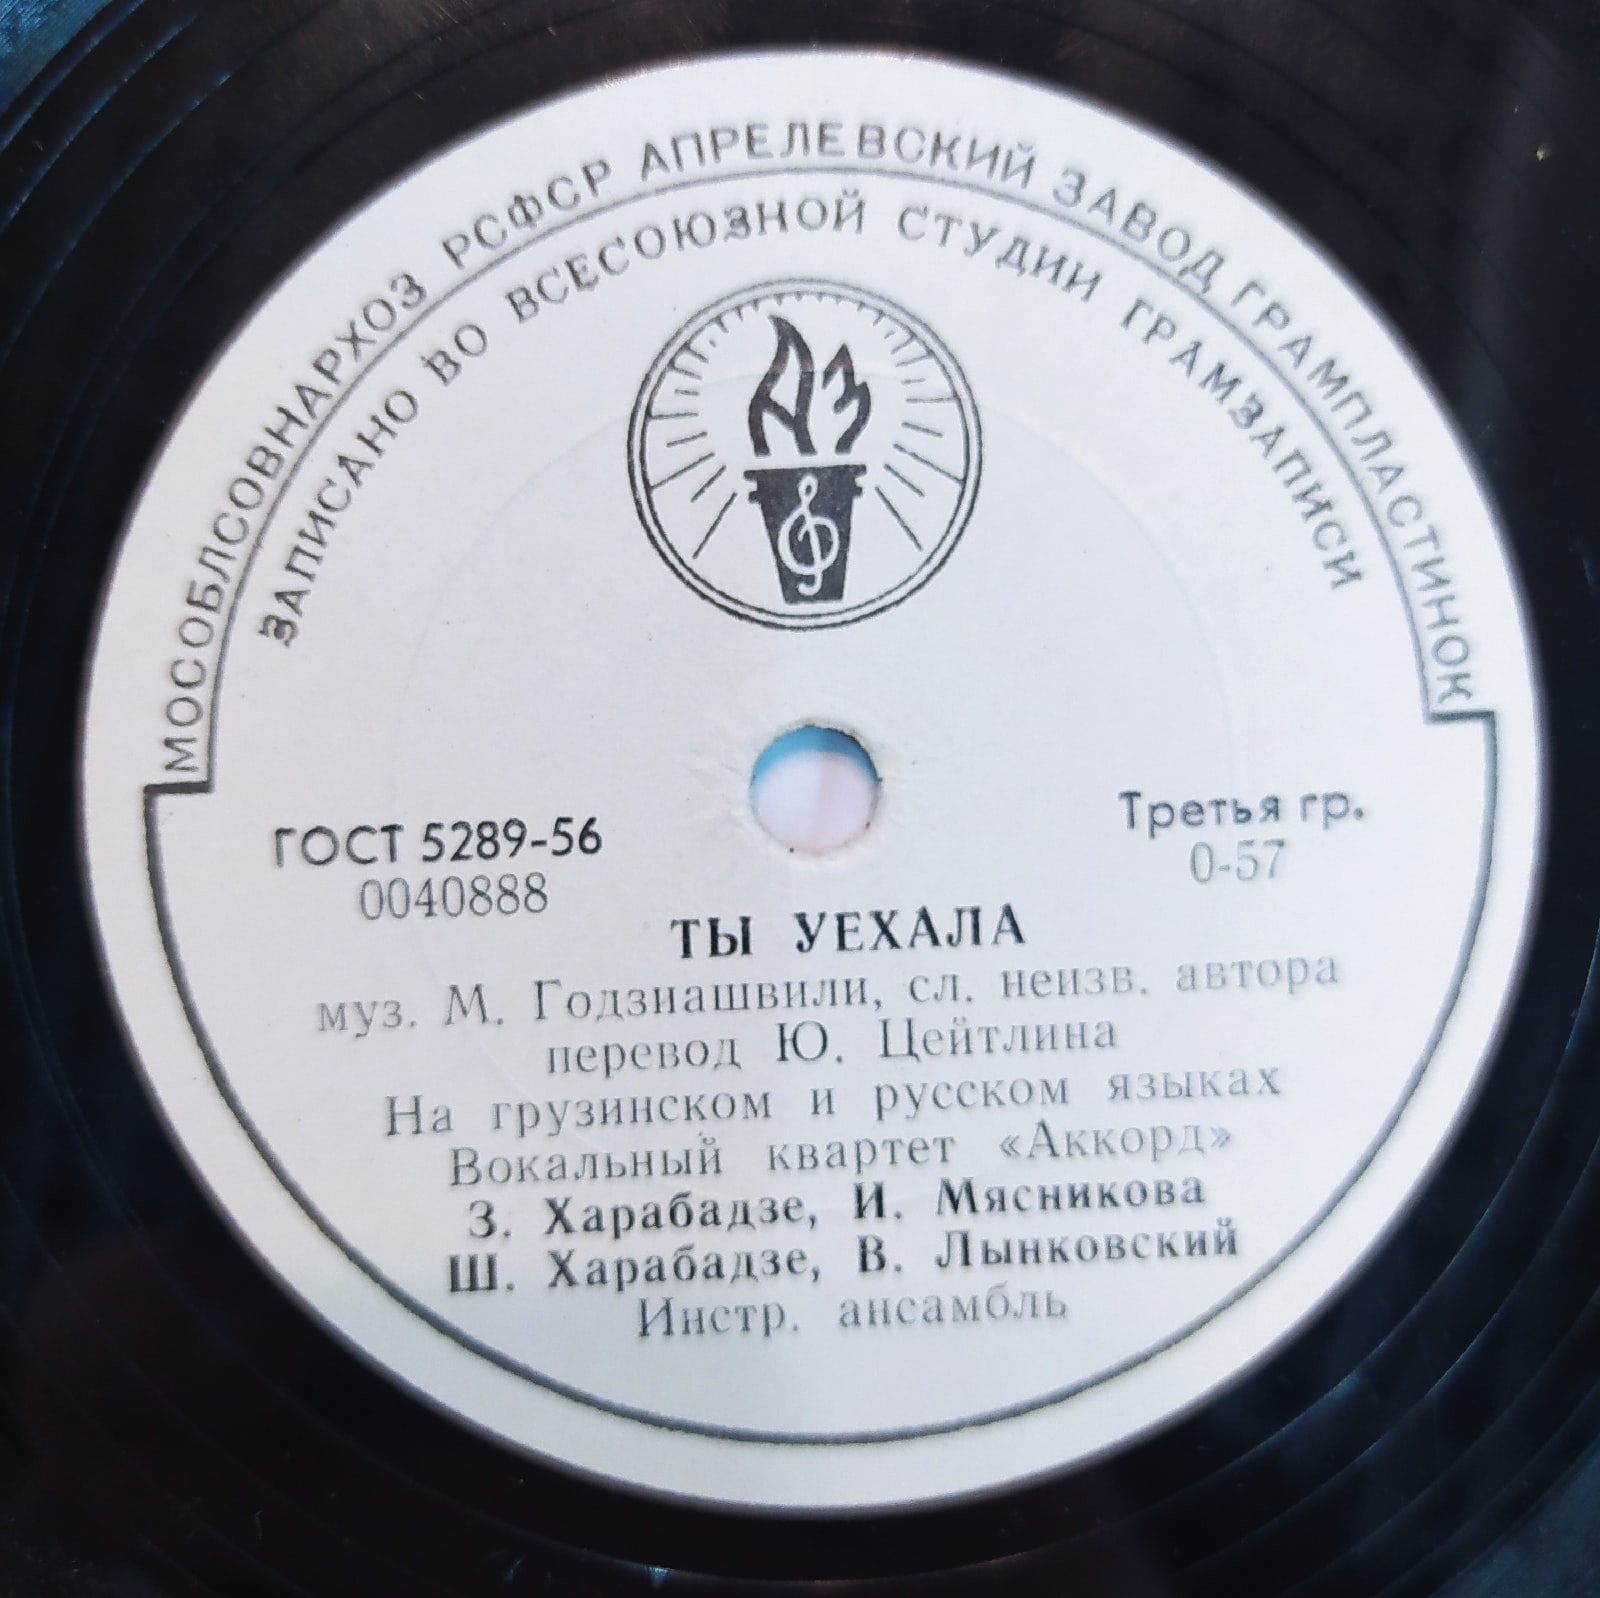 МОСОБЛСОВНАРХОЗ РСФСР АПРЕЛЕВСКИЙ ЗАВОД ГРАМПЛАСТИНОК
ЗАПИСАНО ВО ВСЕСОЮЗНОЙ СТУДИИ ГРАМЗАПИСИ
АЗ
ГОСТ 5289-56
0040888
Третья гр.
0-57
ТЫ УЕХАЛА
муз. М. Годзиашвили, сл. неизв. автора
перевод Ю. Цейтлина
На грузинском и русском языках
Вокальный квартет «Аккорд»
З. Харабадзе, И. Мясникова
Ш. Харабадзе, В. Лынковский
Инстр. ансамбль